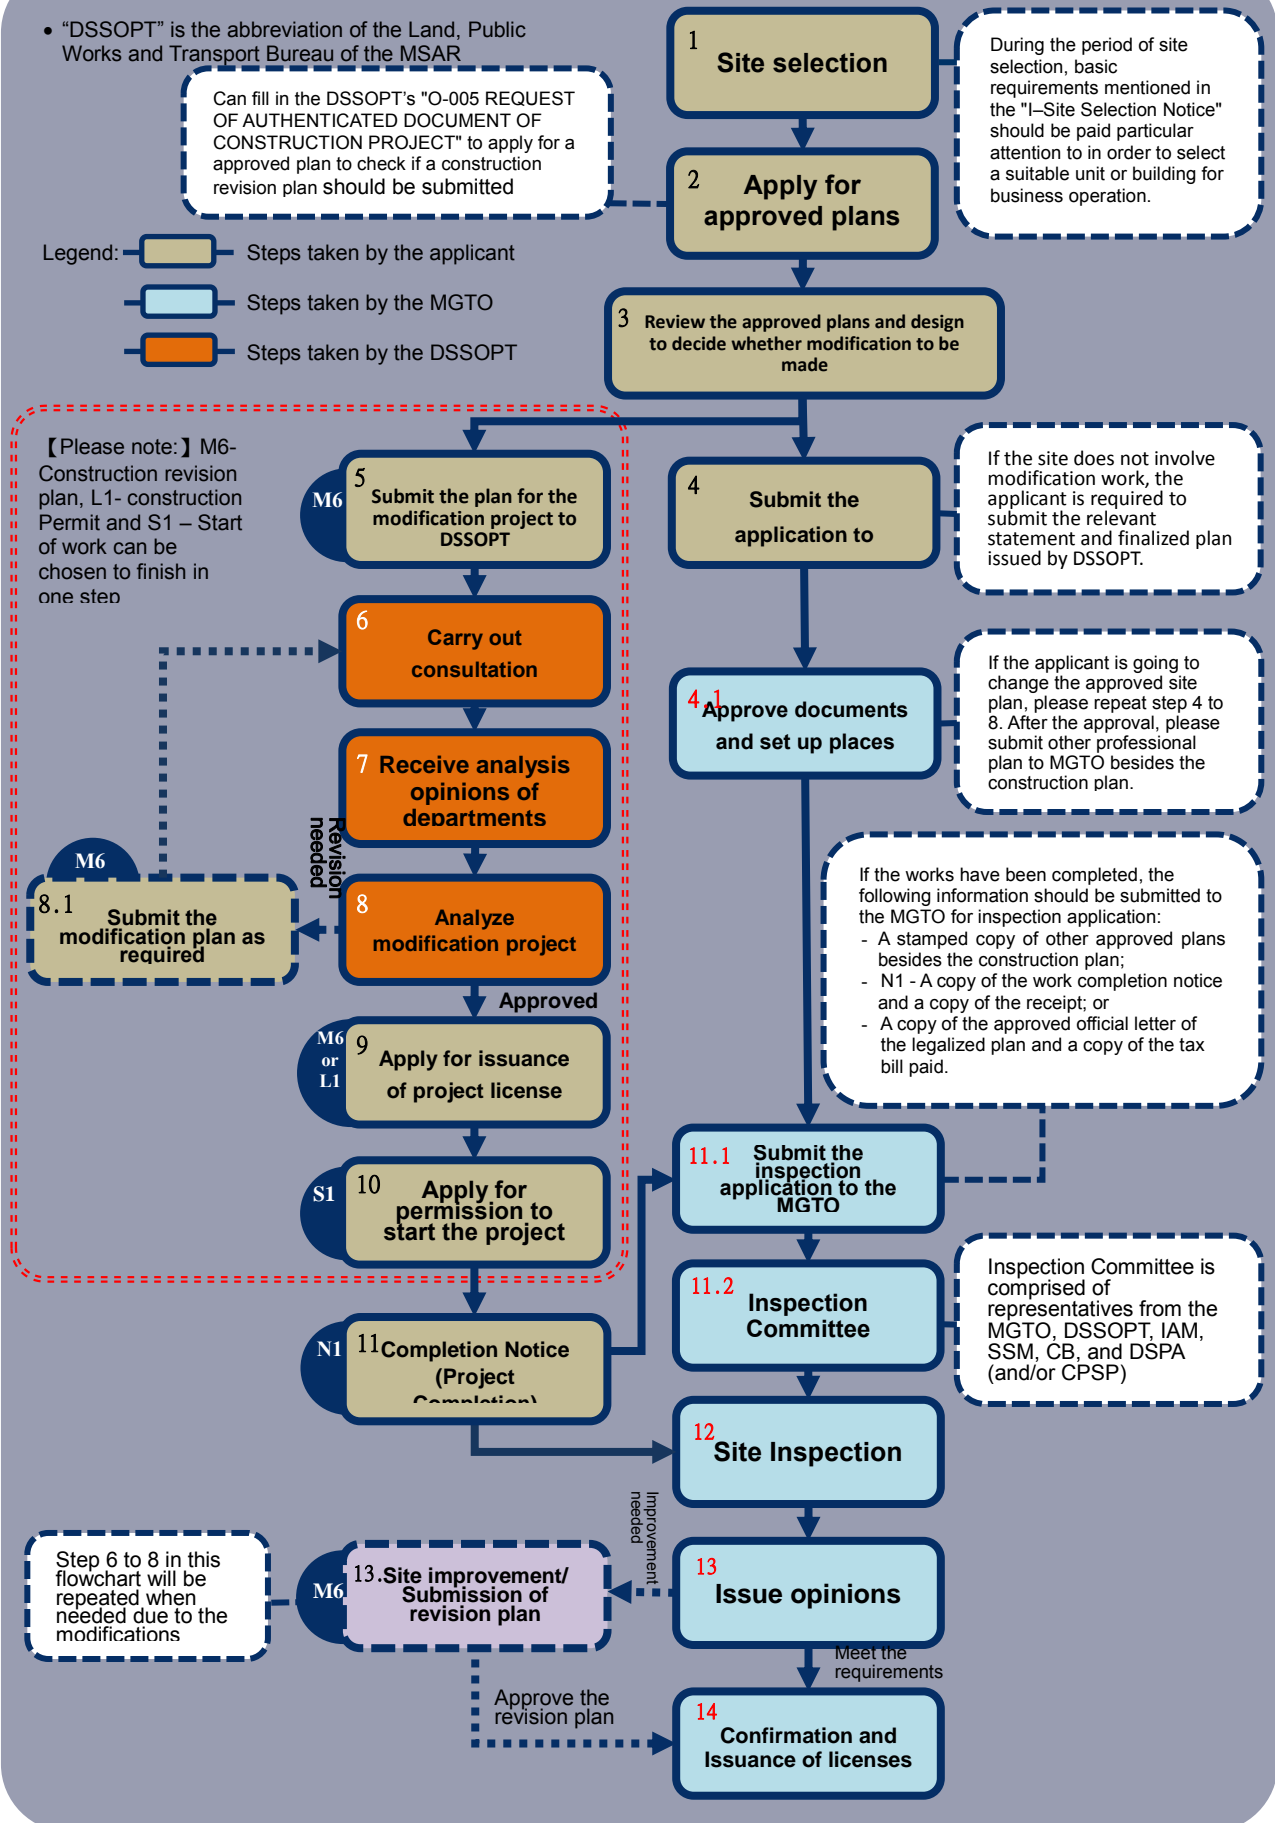 • “DSSOPT” is the abbreviation of the Land, Public
Works and Transport Bureau of the MSAR
1
Site selection
During the period of site
selection, basic
requirements mentioned in
the "I–Site Selection Notice"
should be paid particular
attention to in order to select
a suitable unit or building for
business operation.
Can fill in the DSSOPT's "O-005 REQUEST
OF AUTHENTICATED DOCUMENT OF
CONSTRUCTION PROJECT" to apply for a
approved plan to check if a construction
revision plan should be submitted
2
Apply for
approved plans
Legend:
Steps taken by the applicant
Steps taken by the MGTO
Steps taken by the DSSOPT
3
Review the approved plans and design
to decide whether modification to be
made
【Please note:】M6-
Construction revision
plan, L1- construction
Permit and S1 – Start
of work can be
chosen to finish in
one step
M6
5
Submit the plan for the
modification project to
DSSOPT
4
Submit the
application to
If the site does not involve
modification work, the
applicant is required to
submit the relevant
statement and finalized plan
issued by DSSOPT.
6
Carry out
consultation
4.1
Approve documents
and set up places
If the applicant is going to
change the approved site
plan, please repeat step 4 to
8. After the approval, please
submit other professional
plan to MGTO besides the
construction plan.
7
Receive analysis
opinions of
departments
Revision
needed
M6
8.1
Submit the
modification plan as
required
8
Analyze
modification project
If the works have been completed, the
following information should be submitted to
the MGTO for inspection application:
- A stamped copy of other approved plans
besides the construction plan;
- N1 - A copy of the work completion notice
and a copy of the receipt; or
- A copy of the approved official letter of
the legalized plan and a copy of the tax
bill paid.
Approved
M6
or
L1
9
Apply for issuance
of project license
S1
10
Apply for
permission to
start the project
11.1
Submit the
inspection
application to the
MGTO
11.2
Inspection
Committee
Inspection Committee is
comprised of
representatives from the
MGTO, DSSOPT, IAM,
SSM, CB, and DSPA
(and/or CPSP)
N1
11
Completion Notice
(Project
Completion)
12
Site Inspection
Improvement
needed
Step 6 to 8 in this
flowchart will be
repeated when
needed due to the
modifications
M6
13.
Site improvement/
Submission of
revision plan
13
Issue opinions
Meet the
requirements
Approve the
revision plan
14
Confirmation and
Issuance of licenses